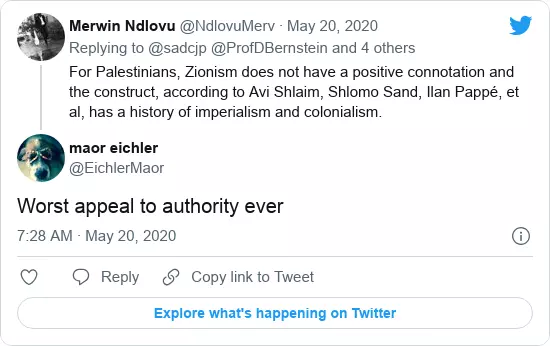 Merwin Ndlovu @NdlovuMerv · May 20, 2020
Replying to @sadcjp @ProfDBernstein and 4 others
For Palestinians, Zionism does not have a positive connotation and
the construct, according to Avi Shlaim, Shlomo Sand, Ilan Pappé, et
al, has a history of imperialism and colonialism.
maor eichler
@EichlerMaor
Worst appeal to authority ever
7:28 AM · May 20, 2020
Reply
Copy link to Tweet
Explore what's happening on Twitter